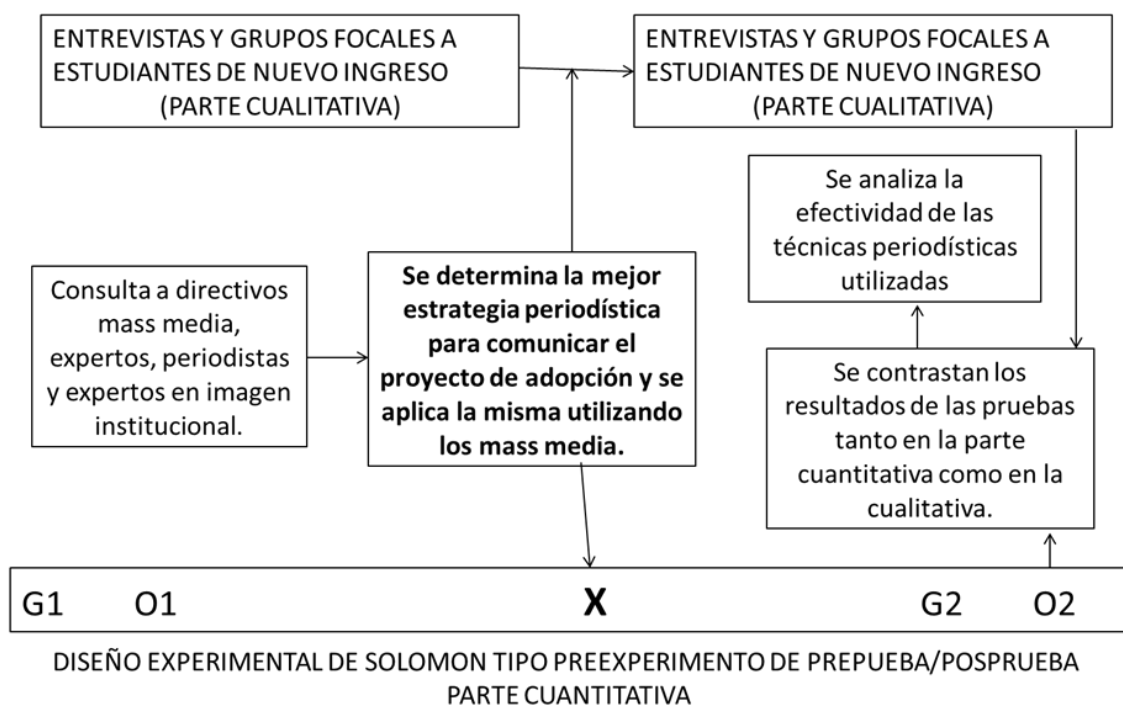 ENTREVISTAS Y GRUPOS FOCALES A
ESTUDIANTES DE NUEVO INGRESO
(PARTE CUALITATIVA)
ENTREVISTAS Y GRUPOS FOCALES A
ESTUDIANTES DE NUEVO INGRESO
(PARTE CUALITATIVA)
Se analiza la
efectividad de las
técnicas periodísticas
utilizadas
Consulta a directivos
mass media,
expertos, periodistas
y expertos en imagen
institucional.
Se determina la mejor
estrategia periodística
para comunicar el
proyecto de adopción y se
aplica la misma utilizando
los mass media.
Se contrastan los
resultados de las pruebas
tanto en la parte
cuantitativa como en la
cualitativa.
G1 O1 X G2 O2
DISEÑO EXPERIMENTAL DE SOLOMON TIPO PREEXPERIMENTO DE PREPUEBA/POSPRUEBA
PARTE CUANTITATIVA